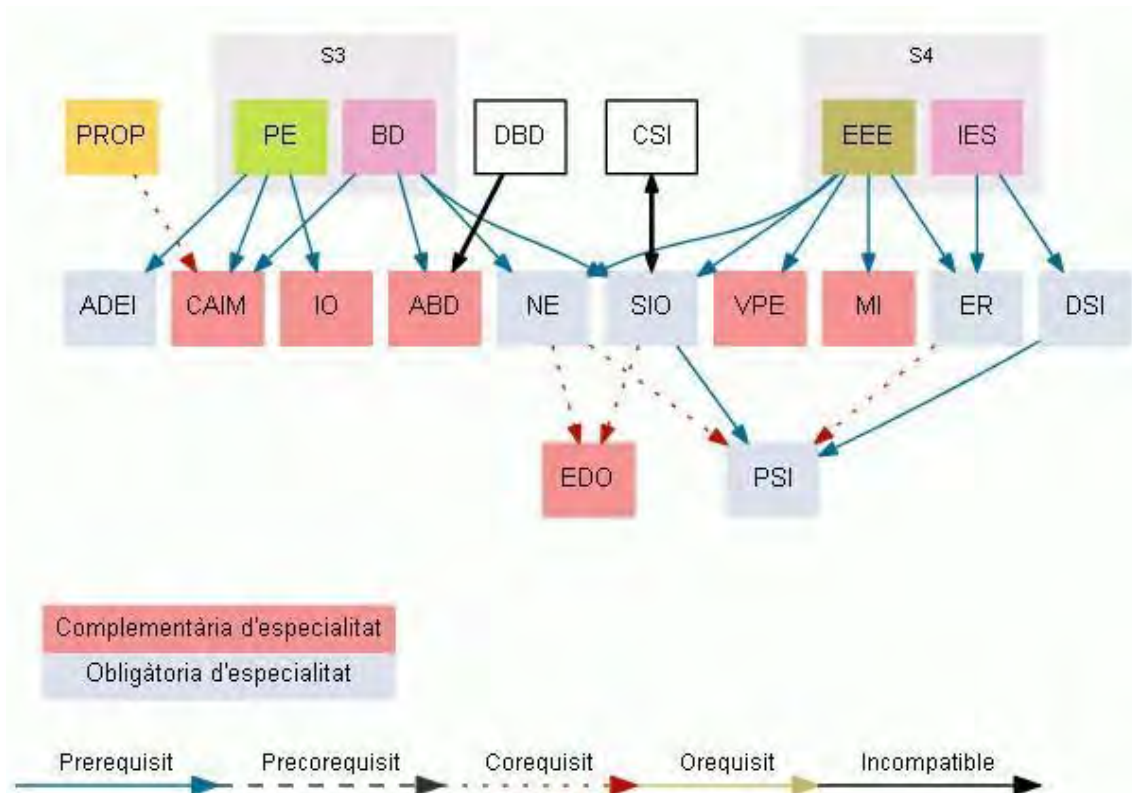 S3
S4
PROP
PE
BD
DBD
CSI
EEE
IES
ADEI
CAIM
IO
ABD
NE
SIO
VPE
MI
ER
DSI
EDO
PSI
Complementària d'especialitat
Obligàtoria d'especialitat
Prerequisit
Precorequisit
Corequisit
Orequisit
Incompatible